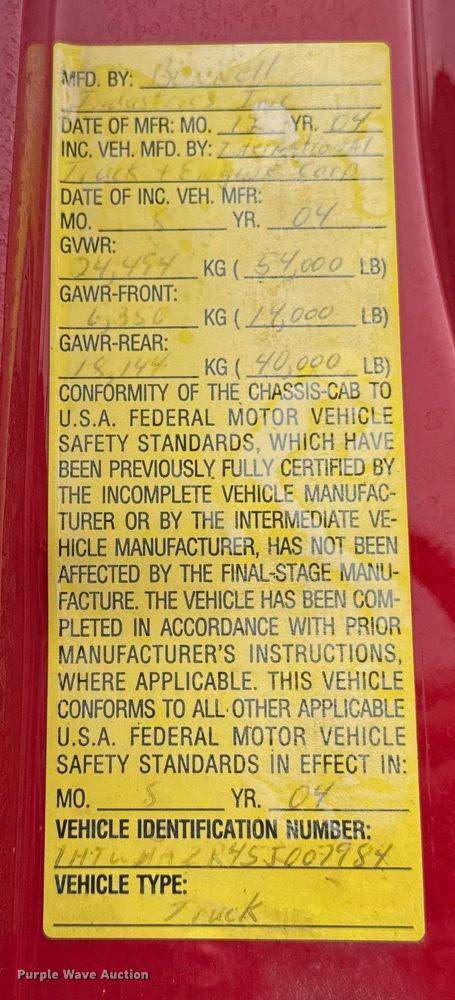 MFD. BY: Bonnell
Industries Inc
DATE OF MFR: MO. 12 YR. 04
INC. VEH. MFD. BY: International
Truck + Engine Corp
DATE OF INC. VEH. MFR:
MO. 5 YR. 04
GVWR:
24,494 KG ( 54,000 LB)
GAWR-FRONT:
6,350 KG ( 14,000 LB)
GAWR-REAR:
18,144 KG ( 40,000 LB)
CONFORMITY OF THE CHASSIS-CAB TO
U.S.A. FEDERAL MOTOR VEHICLE
SAFETY STANDARDS, WHICH HAVE
BEEN PREVIOUSLY FULLY CERTIFIED BY
THE INCOMPLETE VEHICLE MANUFAC-
TURER OR BY THE INTERMEDIATE VE-
HICLE MANUFACTURER, HAS NOT BEEN
AFFECTED BY THE FINAL-STAGE MANU-
FACTURE. THE VEHICLE HAS BEEN COM-
PLETED IN ACCORDANCE WITH PRIOR
MANUFACTURER'S INSTRUCTIONS,
WHERE APPLICABLE. THIS VEHICLE
CONFORMS TO ALL OTHER APPLICABLE
U.S.A. FEDERAL MOTOR VEHICLE
SAFETY STANDARDS IN EFFECT IN:
MO. 5 YR. 04
VEHICLE IDENTIFICATION NUMBER:
VEHICLE TYPE:
Truck
Purple Wave Auction